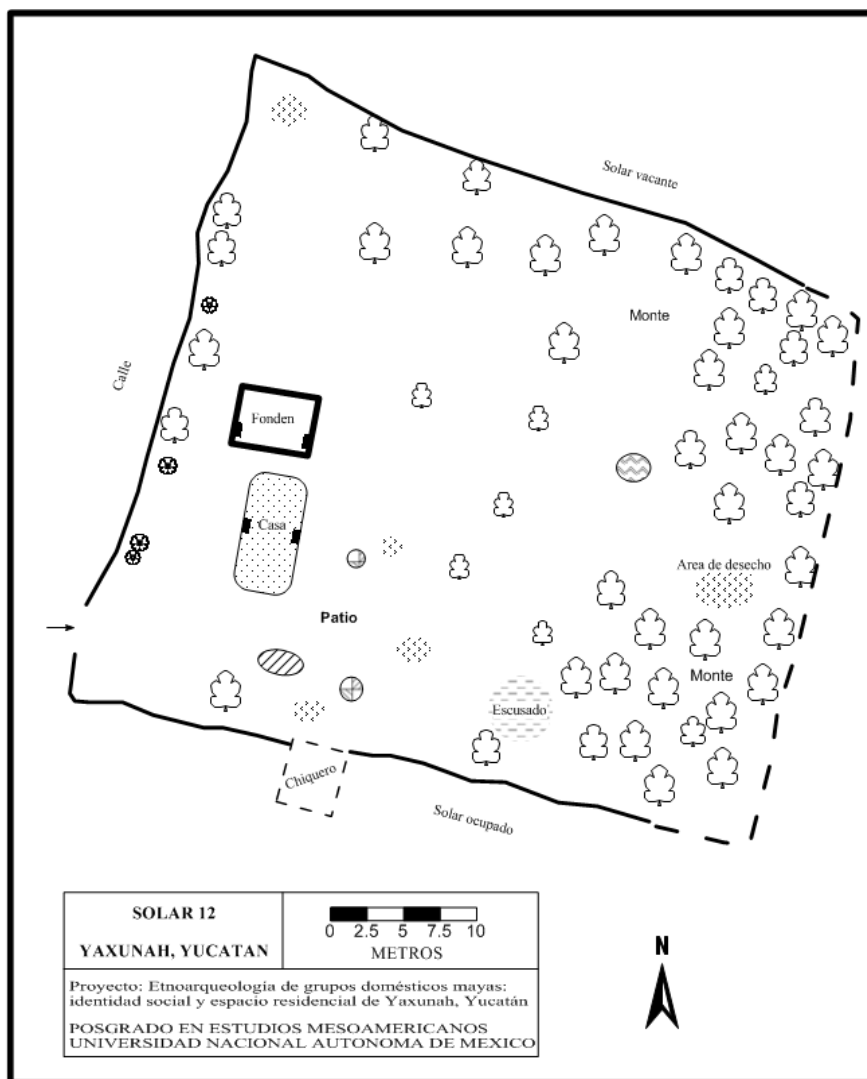 Solar vacante
Monte
Calle
Fonden
Casa
Area de desecho
Patio
Monte
Escusado
Chiquero
Solar ocupado
SOLAR 12
YAXUNAH, YUCATAN
0 2.5 5 7.5 10
METROS
N
Proyecto: Etnoarqueología de grupos domésticos mayas:
identidad social y espacio residencial de Yaxunah, Yucatán
POSGRADO EN ESTUDIOS MESOAMERICANOS
UNIVERSIDAD NACIONAL AUTONOMA DE MEXICO